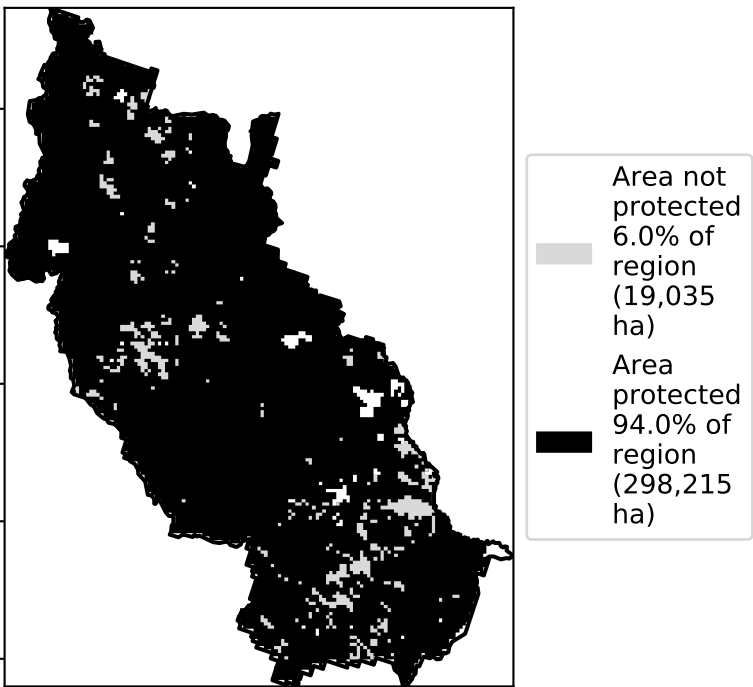 Area not
protected
6.0% of
region
(19,035
ha)
Area
protected
94.0% of
region
(298,215
ha)